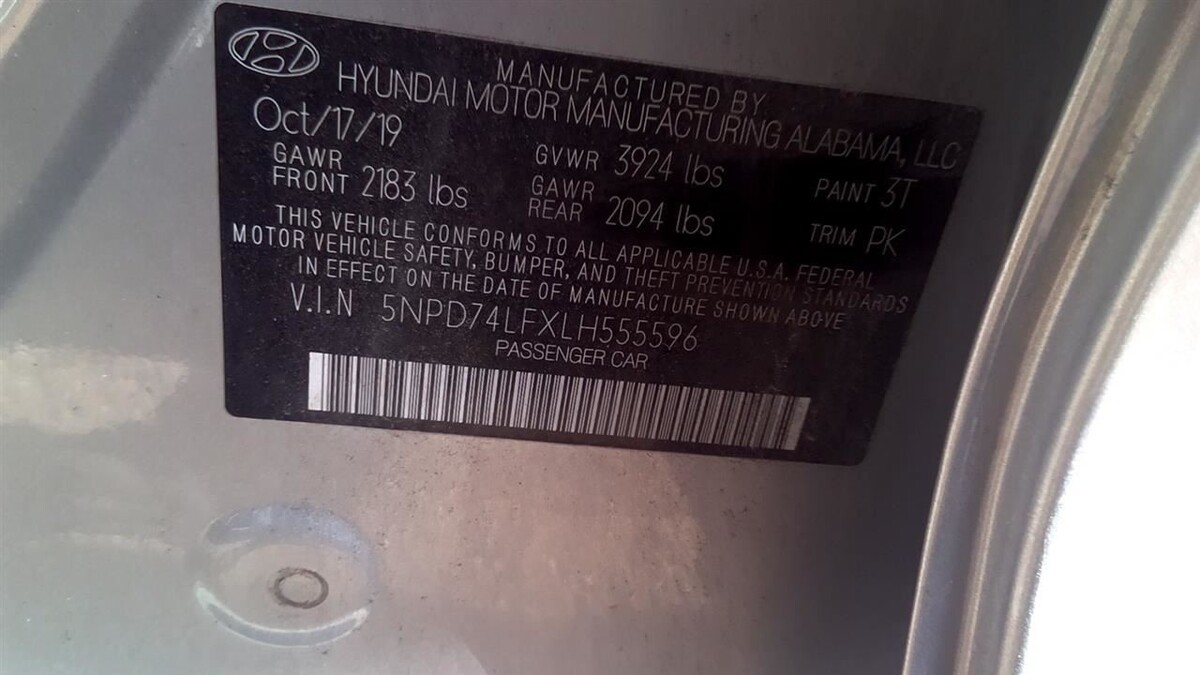 MANUFACTURED BY
HYUNDAI MOTOR MANUFACTURING ALABAMA, LLC
Oct/17/19
GVWR 3924 lbs
PAINT 3T
GAWR
FRONT 2183 lbs
GAWR
REAR 2094 lbs
TRIM PK
THIS VEHICLE CONFORMS TO ALL APPLICABLE U.S.A. FEDERAL
MOTOR VEHICLE SAFETY, BUMPER, AND THEFT PREVENTION STANDARDS
IN EFFECT ON THE DATE OF MANUFACTURE SHOWN ABOVE
V.I.N 5NPD74LFXLH555596
PASSENGER CAR